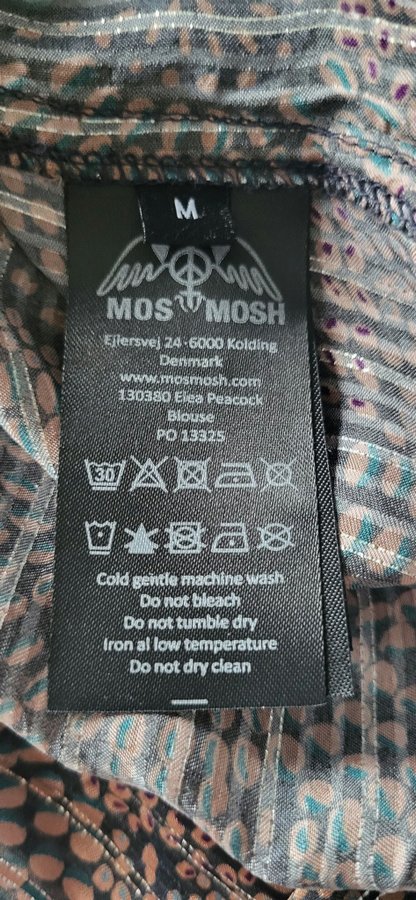 M
MOS MOSH
Ejlersvej 24·6000 Kolding
Denmark
www.mosmosh.com
130380 Elea Peacock
Blouse
PO 13325
30
Cold gentle machine wash
Do not bleach
Do not tumble dry
Iron al low temperature
Do not dry clean